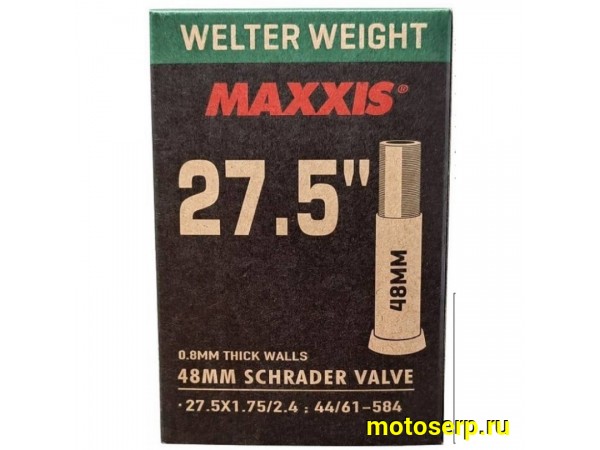 WELTER WEIGHT
MAXXIS®
27.5"
48MM
0.8MM THICK WALLS
48MM SCHRADER VALVE
·27.5X1.75/2.4 : 44/61-584
motoserp.ru